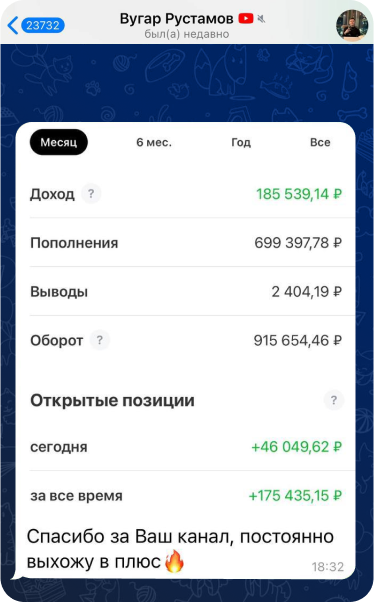 23732
Вугар Рустамов
был(а) недавно
Месяц 6 мес. Год Все
Доход ? 185 539,14 ₽
Пополнения 699 397,78 ₽
Выводы 2 404,19 ₽
Оборот ? 915 654,46 ₽
Открытые позиции ?
сегодня +46 049,62 ₽
за все время +175 435,15 ₽
Спасибо за Ваш канал, постоянно
выхожу в плюс🔥
18:32